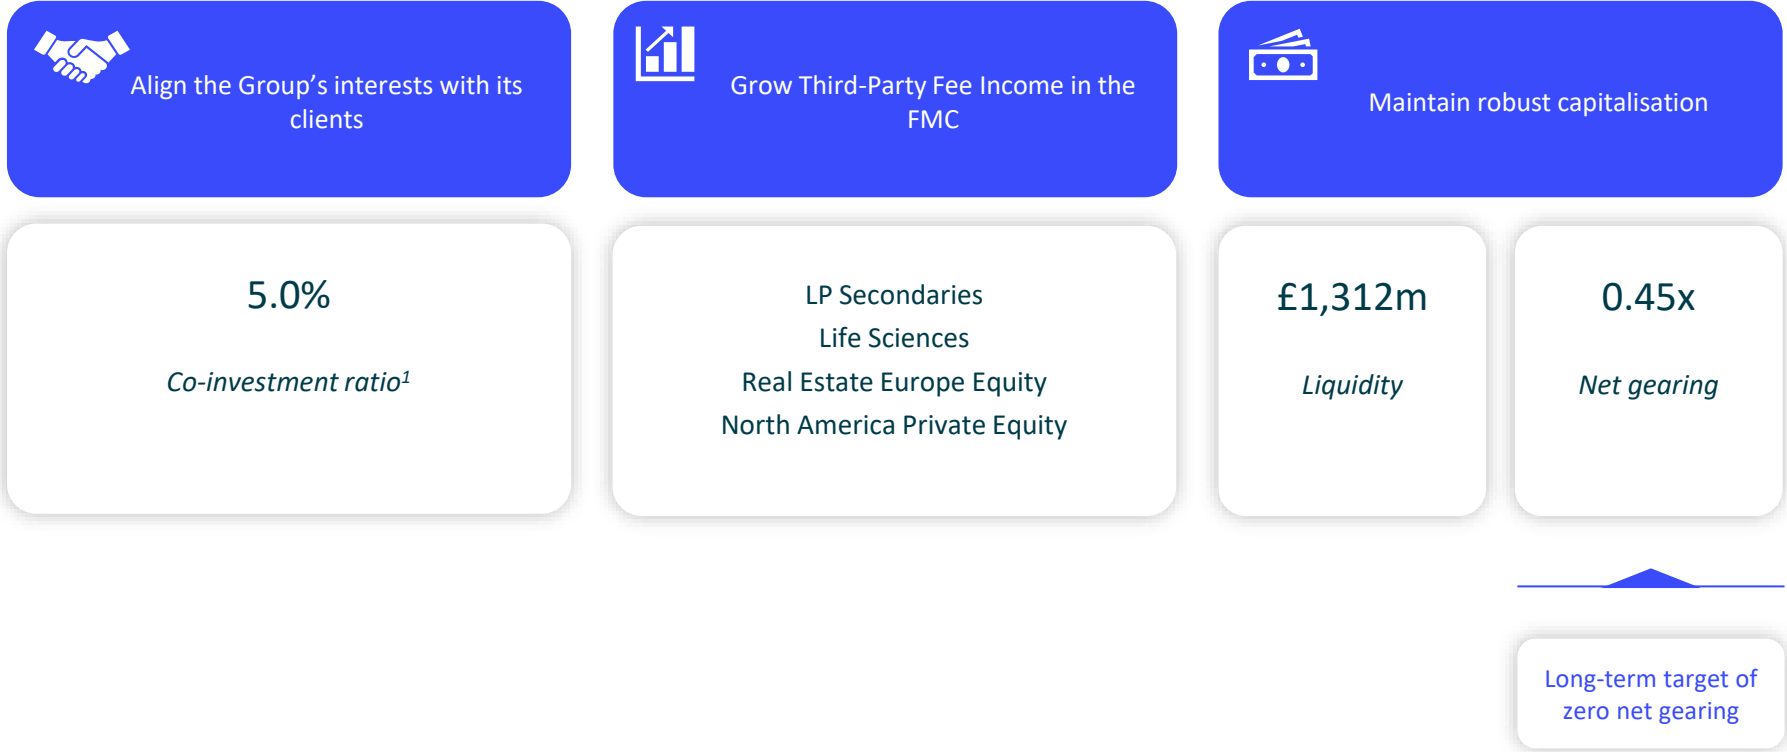 Align the Group’s interests with its
clients
Grow Third-Party Fee Income in the
FMC
Maintain robust capitalisation
5.0%
Co-investment ratio1
LP Secondaries
Life Sciences
Real Estate Europe Equity
North America Private Equity
£1,312m
Liquidity
0.45x
Net gearing
Long-term target of
zero net gearing